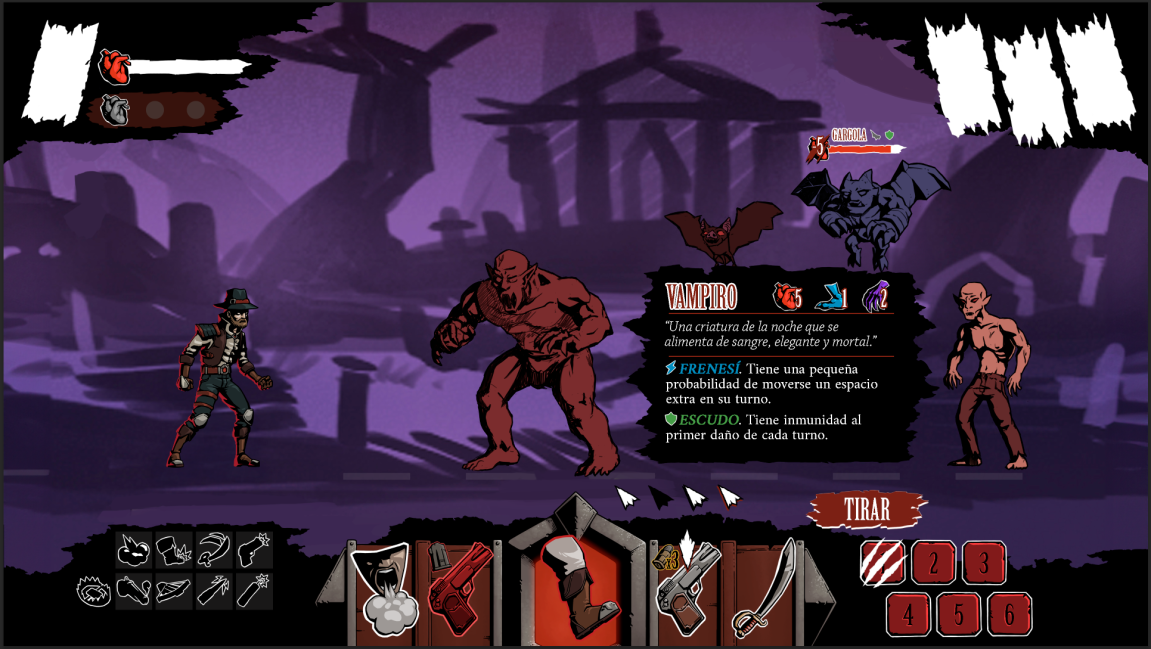 GARGOLA
5
VAMPIRO 5 1 2
"Una criatura de la noche que se
alimenta de sangre, elegante y mortal."
FRENESÍ. Tiene una pequeña
probabilidad de moverse un espacio
extra en su turno.
ESCUDO. Tiene inmunidad al
primer daño de cada turno.
TIRAR
x3
2 3
4 5 6